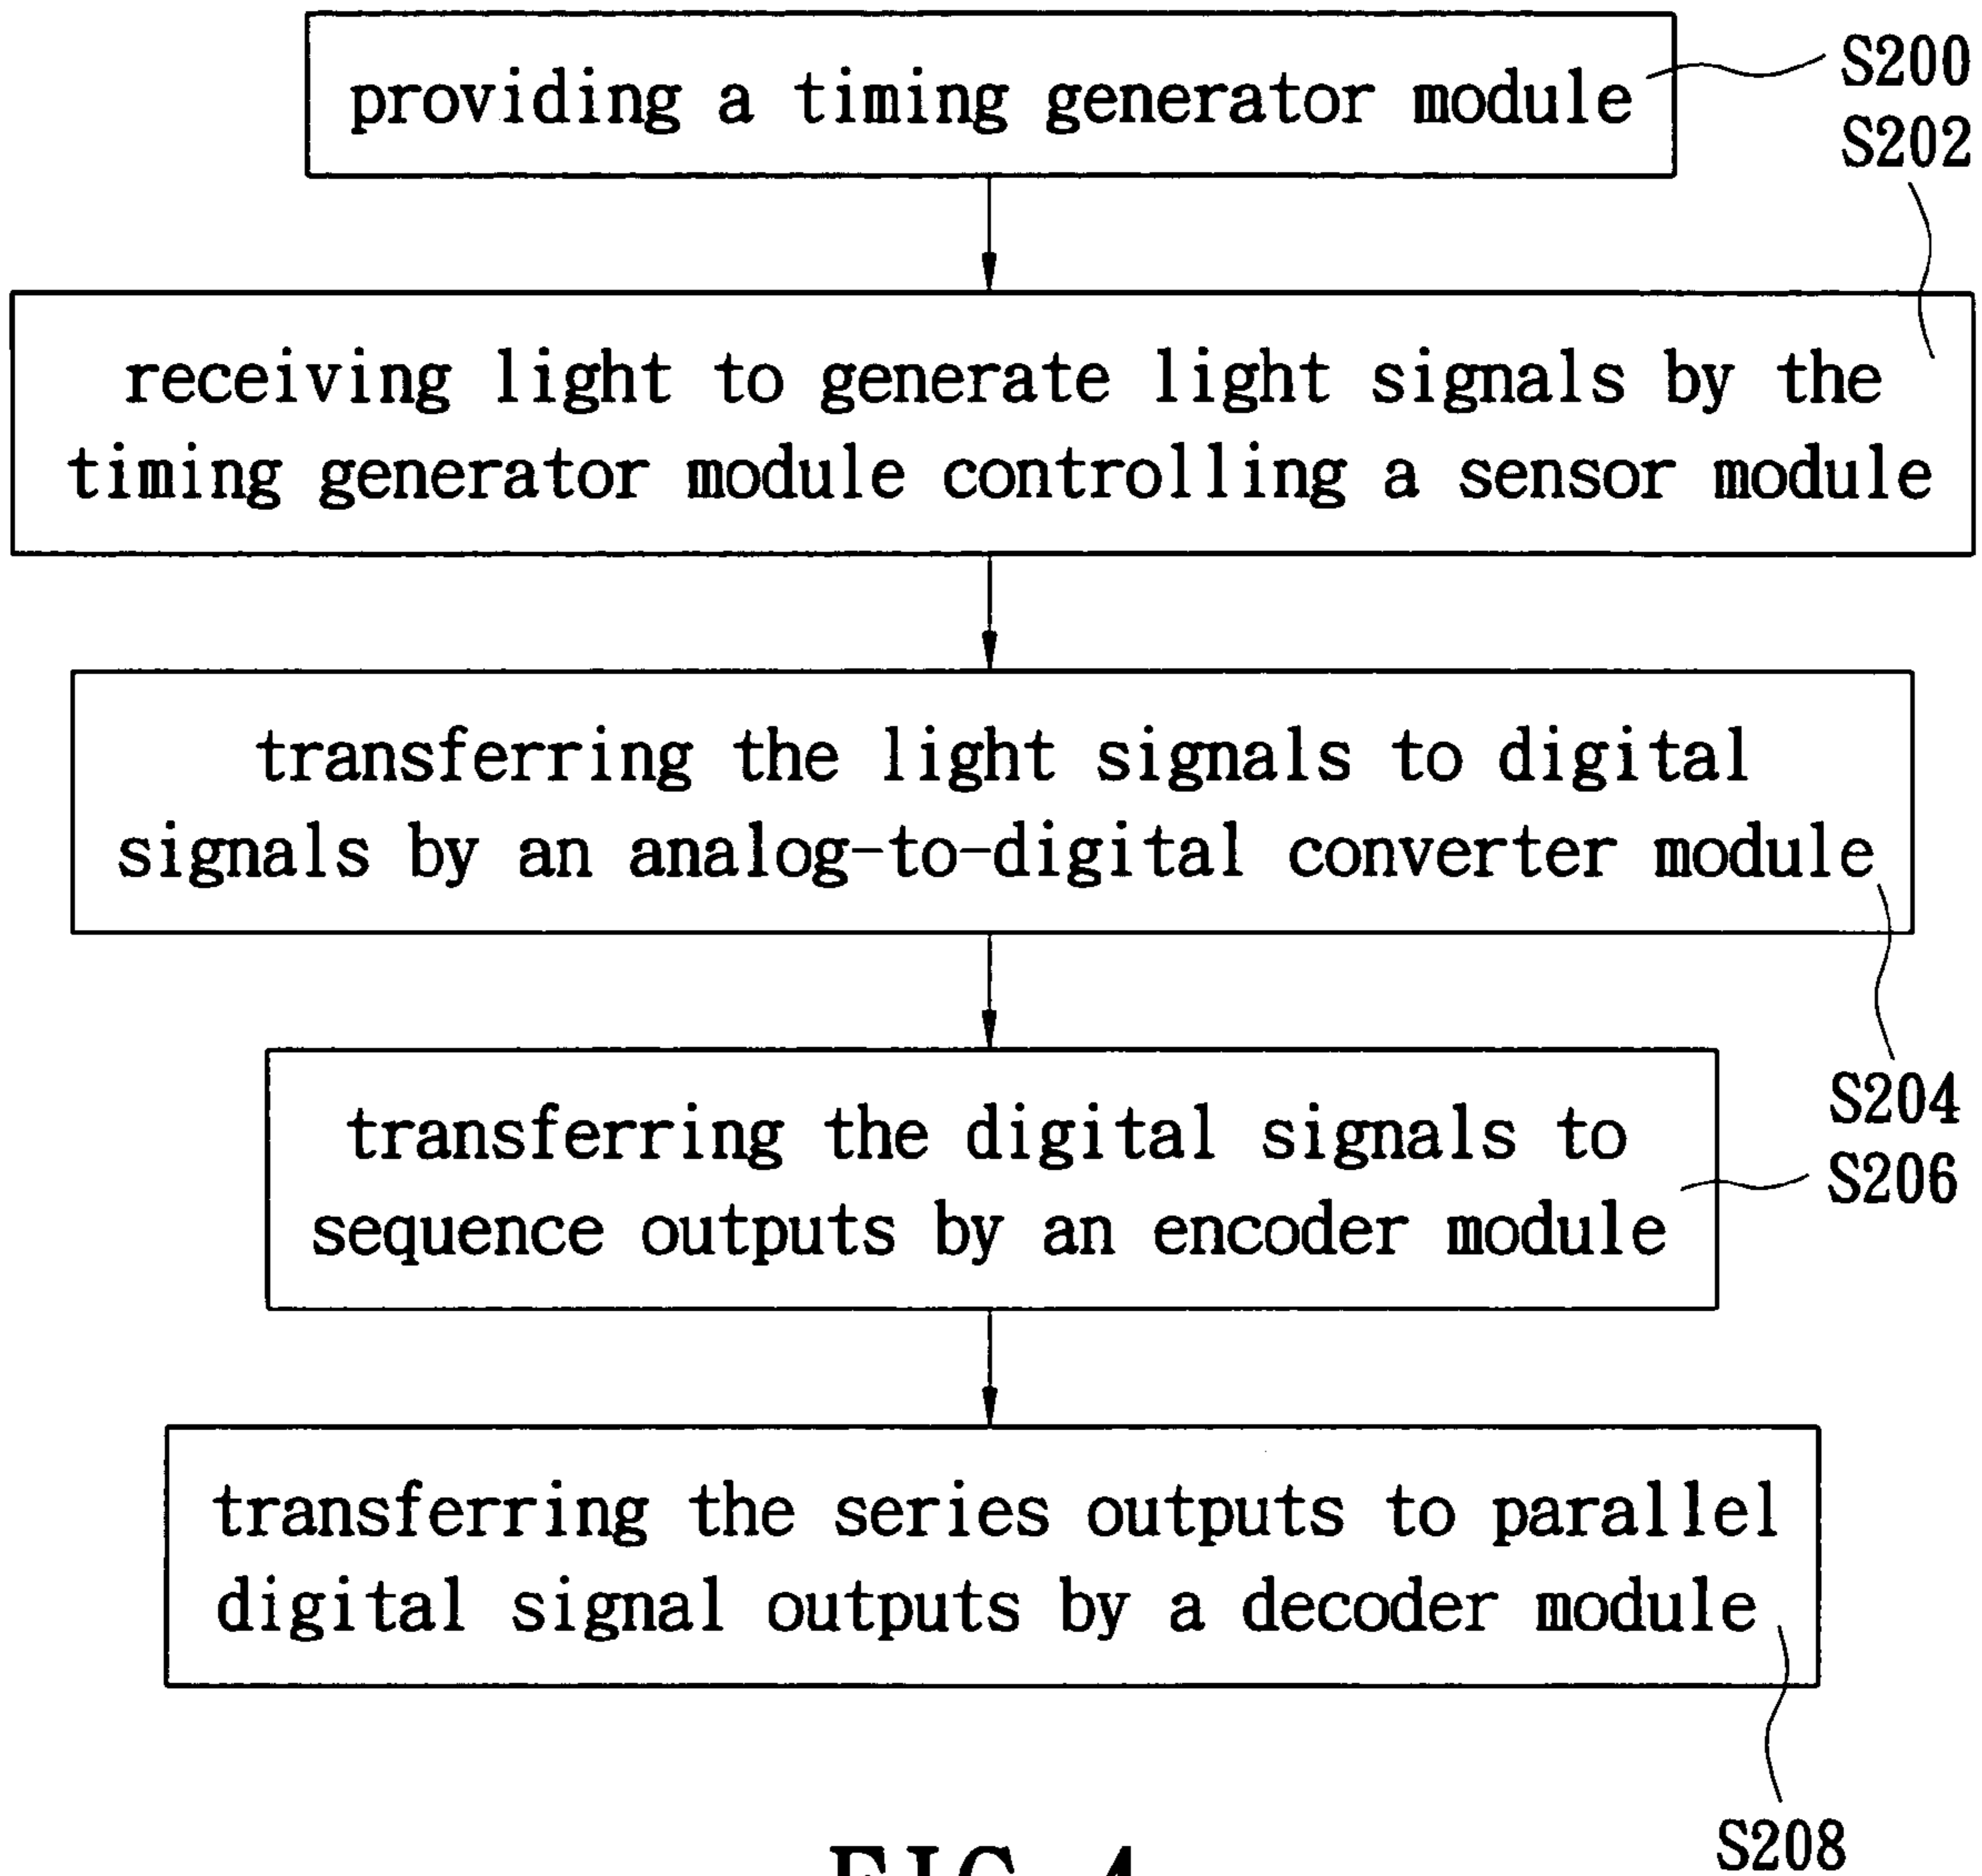 providing a timing generator module
S200
S202
receiving light to generate light signals by the
timing generator module controlling a sensor module
transferring the light signals to digital
signals by an analog-to-digital converter module
S204
transferring the digital signals to
sequence outputs by an encoder module
S206
transferring the series outputs to parallel
digital signal outputs by a decoder module
S208
FIG. 4